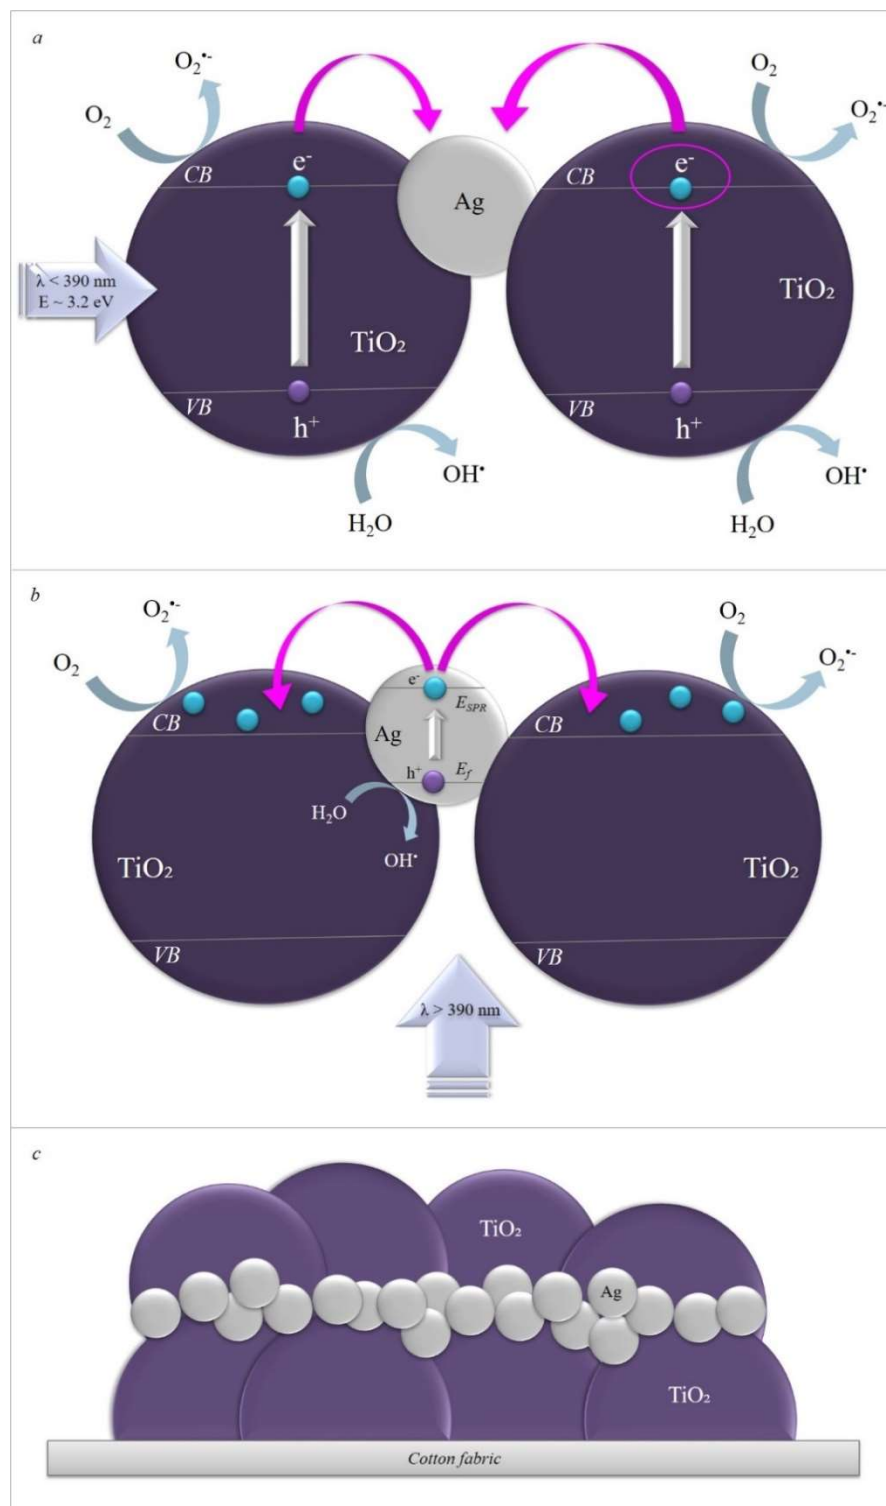 a
O₂•-
O₂
e-
CB
Ag
O₂
O₂•-
e-
CB
λ < 390 nm
E ~ 3.2 eV
TiO₂
TiO₂
VB
h+
OH•
H₂O
VB
h+
OH•
H₂O
b
O₂•-
O₂
CB
e-
E_SPR
Ag
h+
E_f
H₂O
OH•
O₂
O₂•-
CB
TiO₂
TiO₂
VB
VB
λ > 390 nm
c
TiO₂
Ag
TiO₂
Cotton fabric